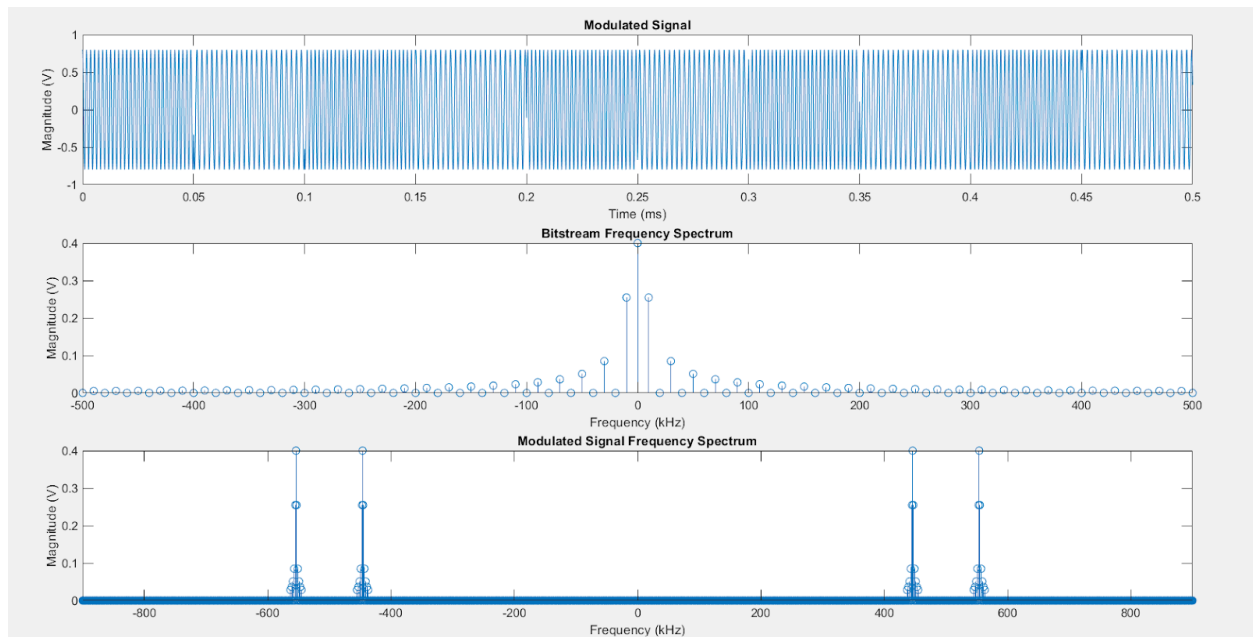 Modulated Signal
1
0.5
0
-0.5
-1
Magnitude (V)
0 0.05 0.1 0.15 0.2 0.25 0.3 0.35 0.4 0.45 0.5
Time (ms)
Bitstream Frequency Spectrum
0.4
0.3
0.2
0.1
0
Magnitude (V)
-500 -400 -300 -200 -100 0 100 200 300 400 500
Frequency (kHz)
Modulated Signal Frequency Spectrum
0.4
0.3
0.2
0.1
0
Magnitude (V)
-800 -600 -400 -200 0 200 400 600 800
Frequency (kHz)